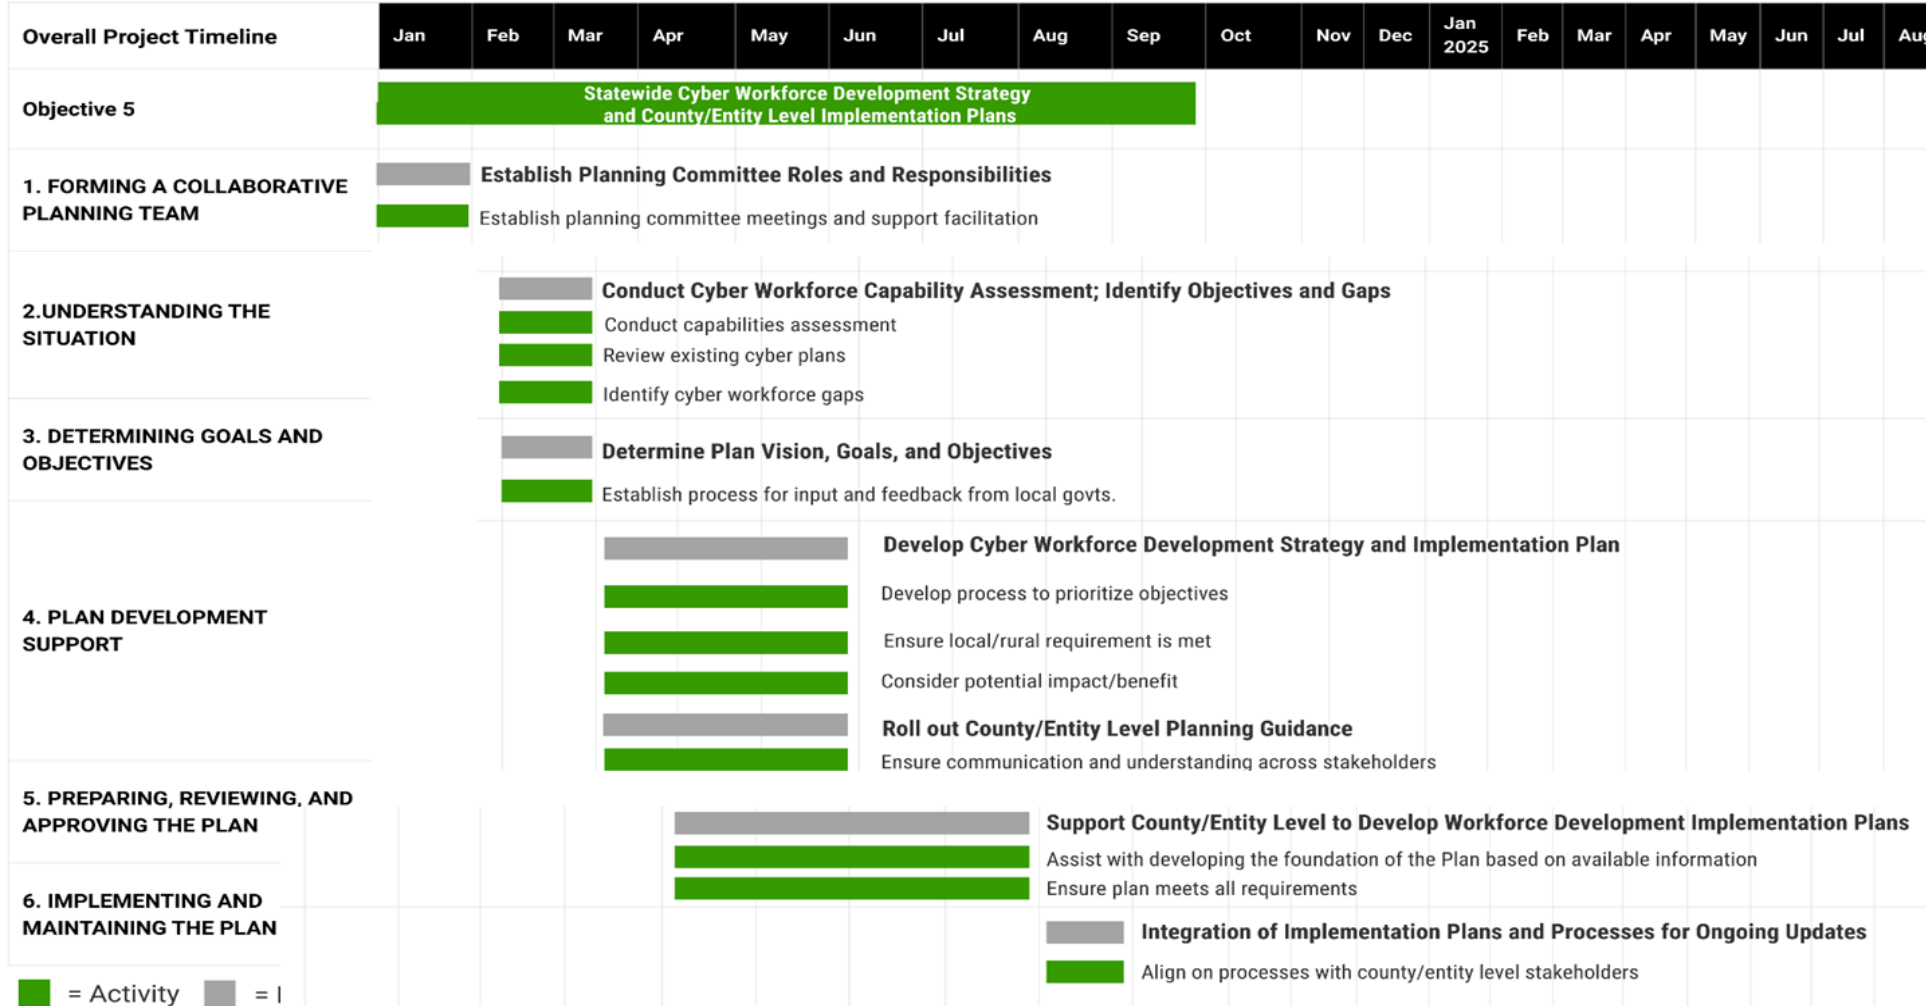 Overall Project Timeline Jan Feb Mar Apr May Jun Jul Aug Sep Oct Nov Dec Jan 2025 Feb Mar Apr May Jun Jul Aug
Objective 5
Statewide Cyber Workforce Development Strategy
and County/Entity Level Implementation Plans
1. FORMING A COLLABORATIVE
PLANNING TEAM
Establish Planning Committee Roles and Responsibilities
Establish planning committee meetings and support facilitation
2.UNDERSTANDING THE
SITUATION
Conduct Cyber Workforce Capability Assessment; Identify Objectives and Gaps
Conduct capabilities assessment
Review existing cyber plans
Identify cyber workforce gaps
3. DETERMINING GOALS AND
OBJECTIVES
Determine Plan Vision, Goals, and Objectives
Establish process for input and feedback from local govts.
4. PLAN DEVELOPMENT
SUPPORT
Develop Cyber Workforce Development Strategy and Implementation Plan
Develop process to prioritize objectives
Ensure local/rural requirement is met
Consider potential impact/benefit
Roll out County/Entity Level Planning Guidance
Ensure communication and understanding across stakeholders
5. PREPARING, REVIEWING, AND
APPROVING THE PLAN
Support County/Entity Level to Develop Workforce Development Implementation Plans
Assist with developing the foundation of the Plan based on available information
Ensure plan meets all requirements
6. IMPLEMENTING AND
MAINTAINING THE PLAN
Integration of Implementation Plans and Processes for Ongoing Updates
Align on processes with county/entity level stakeholders
= Activity =